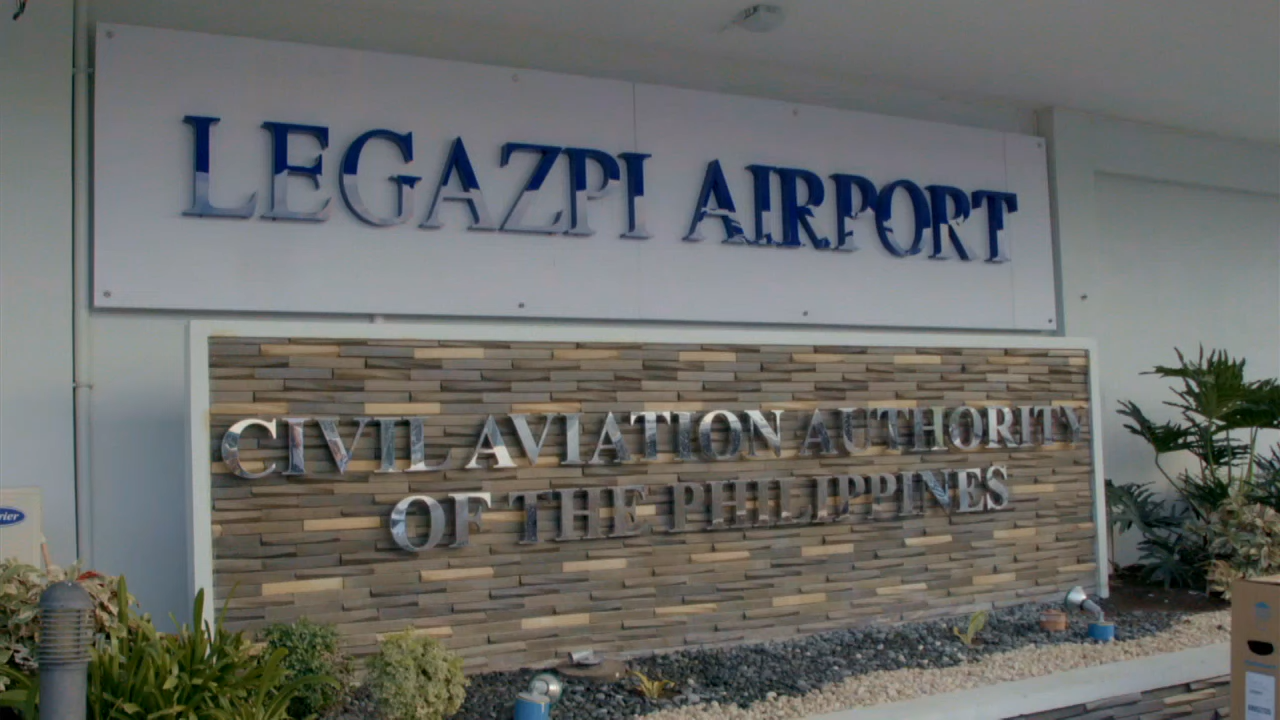 LEGAZPI AIRPORT
CIVIL AVIATION AUTHORITY
OF THE PHILIPPINES